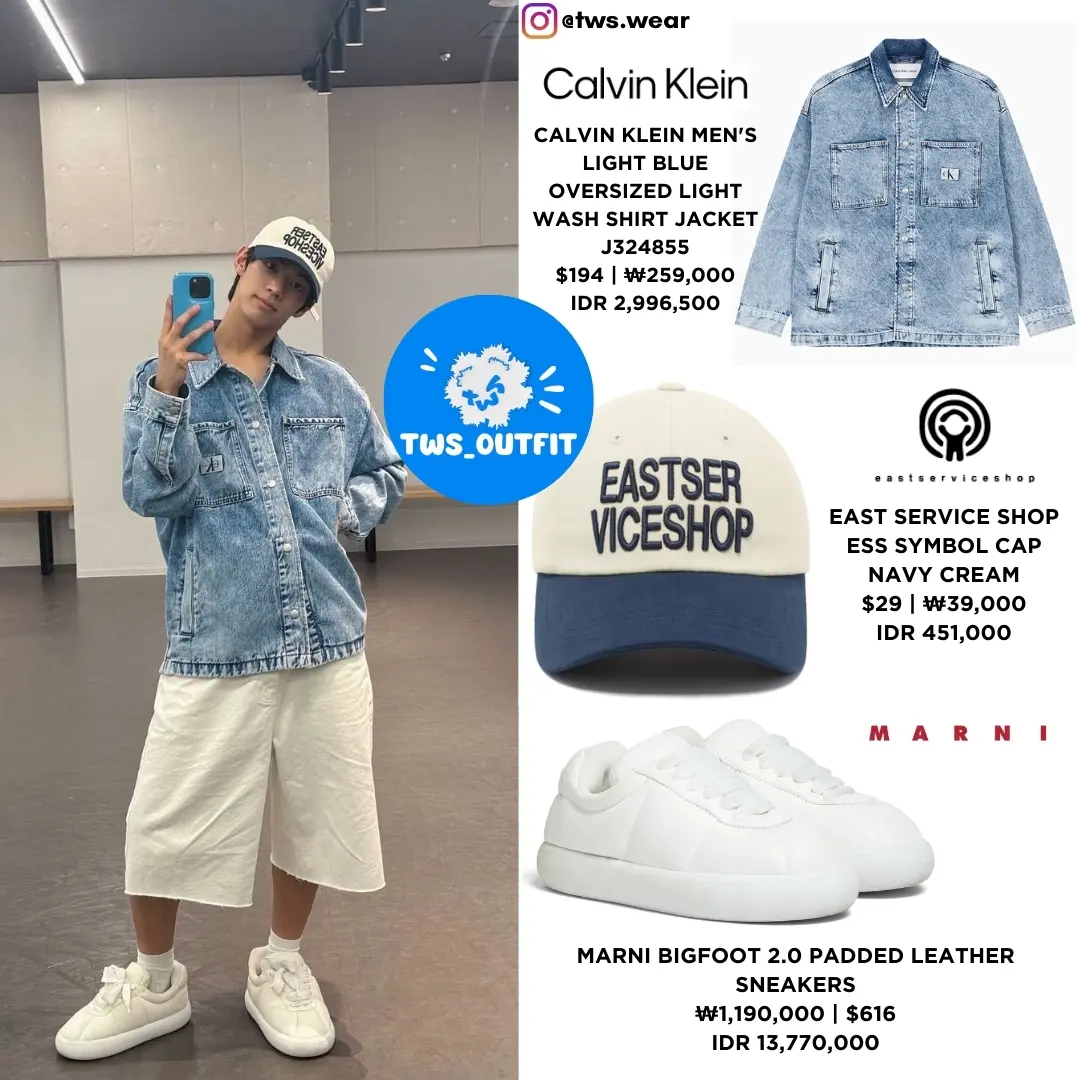 @tws.wear
Calvin Klein
CALVIN KLEIN MEN'S
LIGHT BLUE
OVERSIZED LIGHT
WASH SHIRT JACKET
J324855
$194 | ₩259,000
IDR 2,996,500
EASTSER
VICESHOP
tws
TWS_OUTFIT
CK
EASTSER
VICESHOP
eastserviceshop
EAST SERVICE SHOP
ESS SYMBOL CAP
NAVY CREAM
$29 | ₩39,000
IDR 451,000
MARNI
MARNI BIGFOOT 2.0 PADDED LEATHER
SNEAKERS
₩1,190,000 | $616
IDR 13,770,000